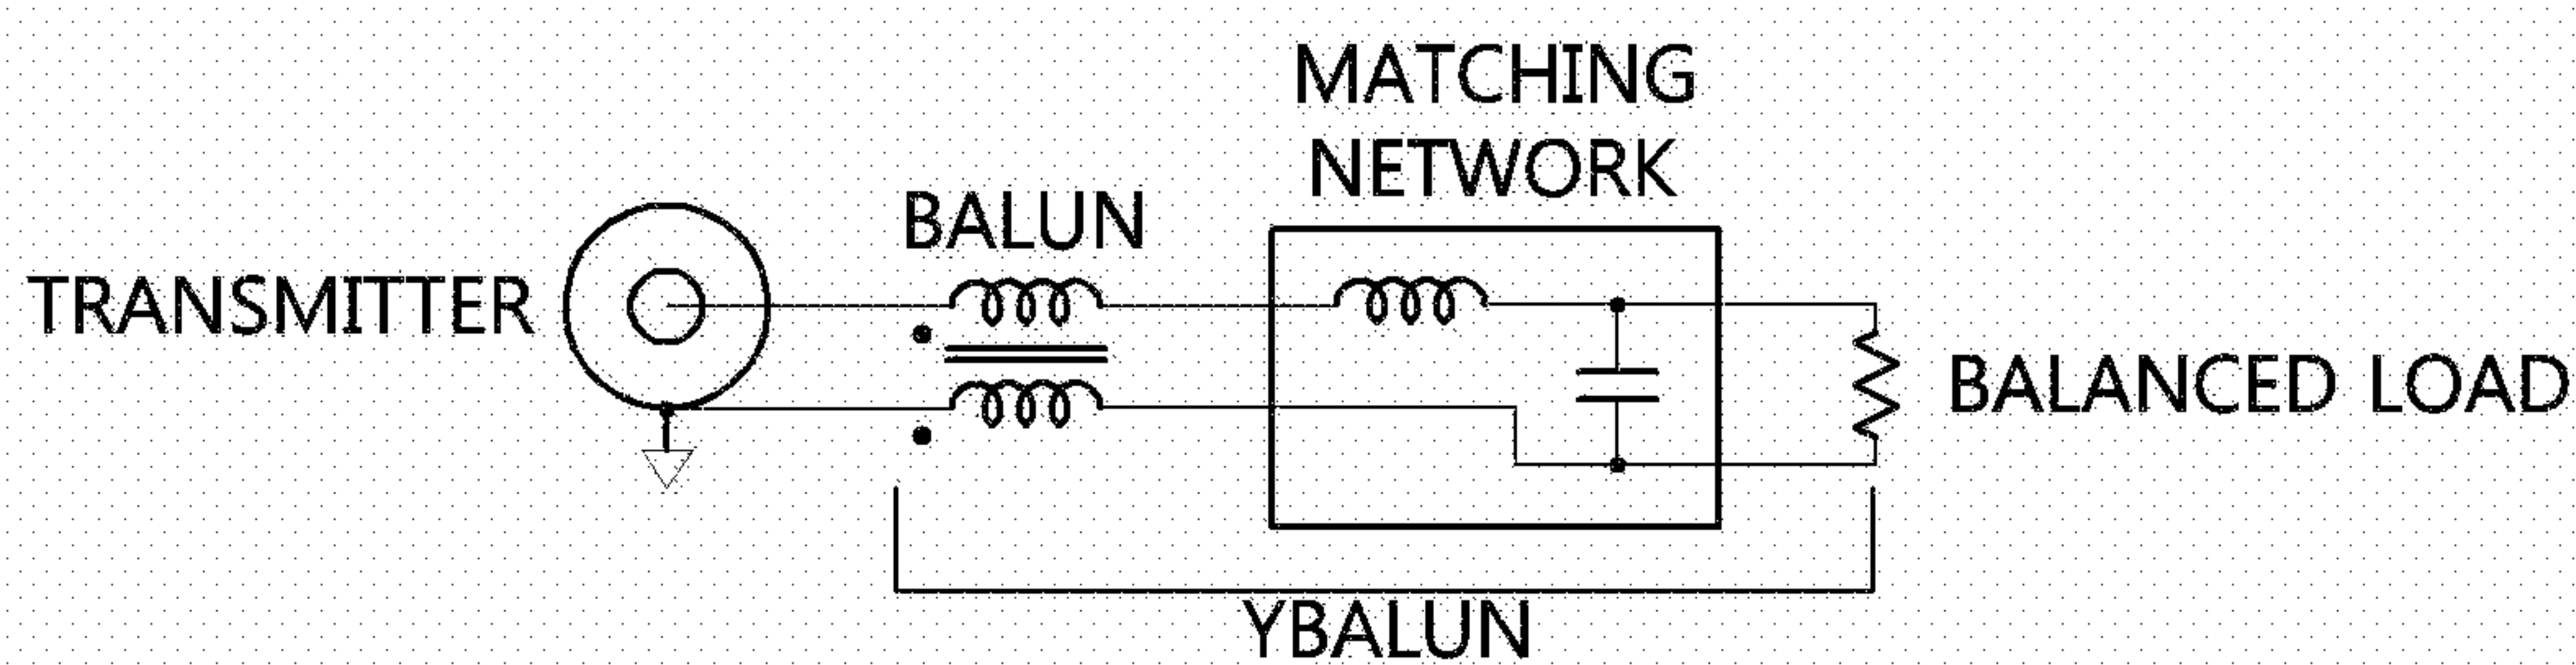 MATCHING
NETWORK
BALUN
TRANSMITTER
BALANCED LOAD
YBALUN